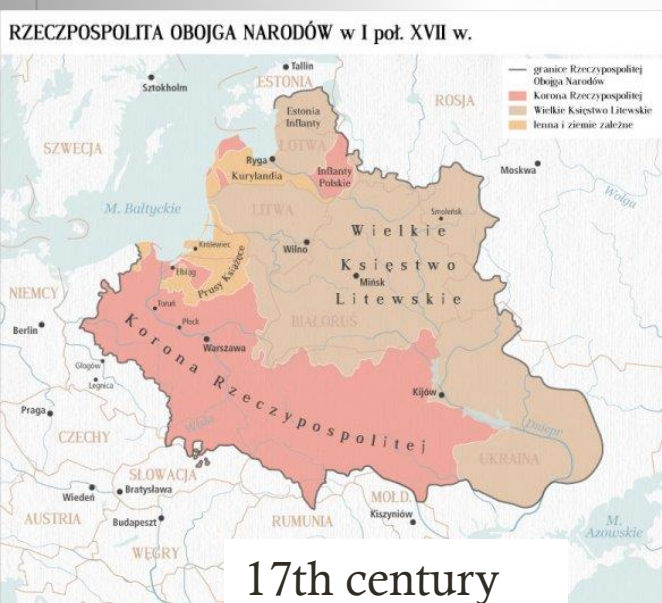 RZECZPOSPOLITA OBOJGA NARODÓW w I poł. XVII w.
granice Rzeczypospolitej
Obojga Narodów
Korona Rzeczypospolitej
Wielkie Księstwo Litewskie
lenna i ziemie zależne
Tallin
Sztokholm
ESTONIA
ROSJA
Estonia
Inflanty
SZWECJA
ŁOTWA
Ryga
Kurylandia
Inflanty
Polskie
Moskwa
Wołga
M. Bałtyckie
LITWA
Smoleńsk
Wielkie
Królewiec
Wilno
Księstwo
Elbląg
Prusy Książęce
Mińsk
Litewskie
NIEMCY
Toruń
BIAŁORUŚ
Berlin
Płock
Warszawa
Korona Rzeczypospolitej
Głogów
Legnica
Kijów
Praga
Wisła
Dniepr
CZECHY
UKRAINA
SŁOWACJA
Wiedeń
Bratysława
MOŁD.
AUSTRIA
Budapeszt
RUMUNIA
Kiszyniów
M.
Azowskie
WĘGRY
17th century